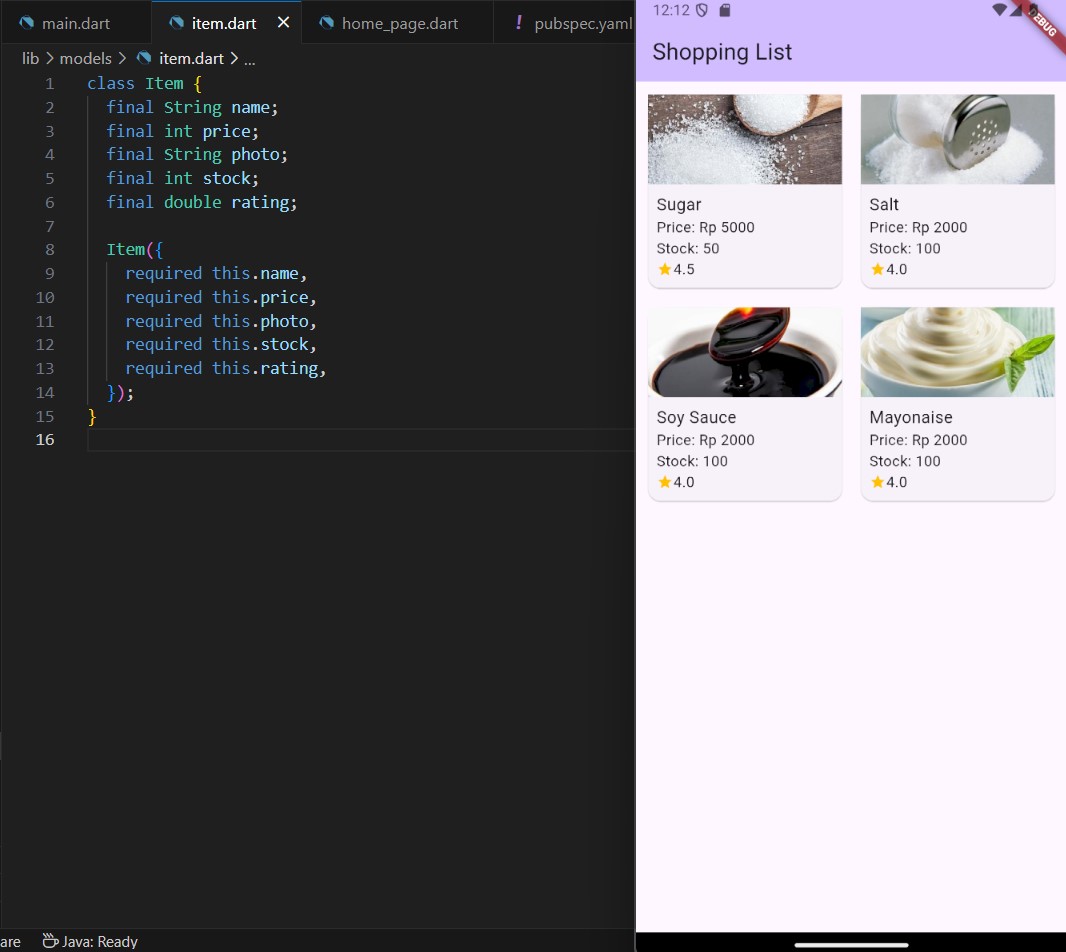 main.dart
item.dart
home_page.dart
! pubspec.yaml
lib > models > item.dart > ...
1 class Item {
2 final String name;
3 final int price;
4 final String photo;
5 final int stock;
6 final double rating;
7
8 Item({
9 required this.name,
10 required this.price,
11 required this.photo,
12 required this.stock,
13 required this.rating,
14 });
15 }
16
are Java: Ready
12:12
DEBUG
Shopping List
Sugar
Price: Rp 5000
Stock: 50
4.5
Salt
Price: Rp 2000
Stock: 100
4.0
Soy Sauce
Price: Rp 2000
Stock: 100
4.0
Mayonaise
Price: Rp 2000
Stock: 100
4.0